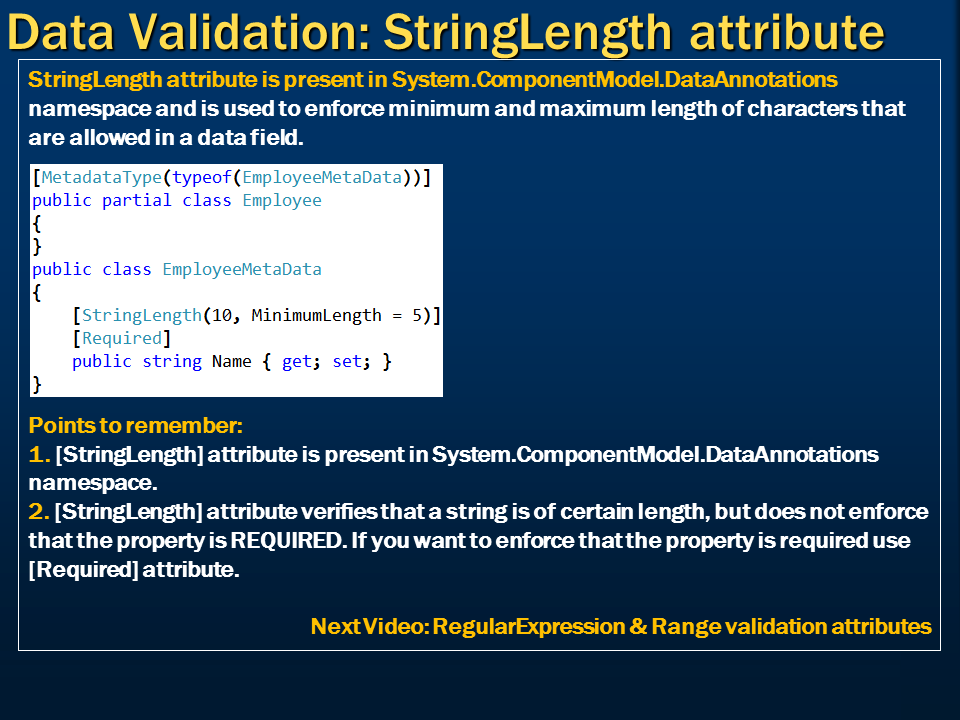 Data Validation: StringLength attribute
StringLength attribute is present in System.ComponentModel.DataAnnotations
namespace and is used to enforce minimum and maximum length of characters that
are allowed in a data field.
[MetadataType(typeof(EmployeeMetaData))]
public partial class Employee
{
}
public class EmployeeMetaData
{
    [StringLength(10, MinimumLength = 5)]
    [Required]
    public string Name { get; set; }
}
Points to remember:
1. [StringLength] attribute is present in System.ComponentModel.DataAnnotations
namespace.
2. [StringLength] attribute verifies that a string is of certain length, but does not enforce
that the property is REQUIRED. If you want to enforce that the property is required use
[Required] attribute.
Next Video: RegularExpression & Range validation attributes